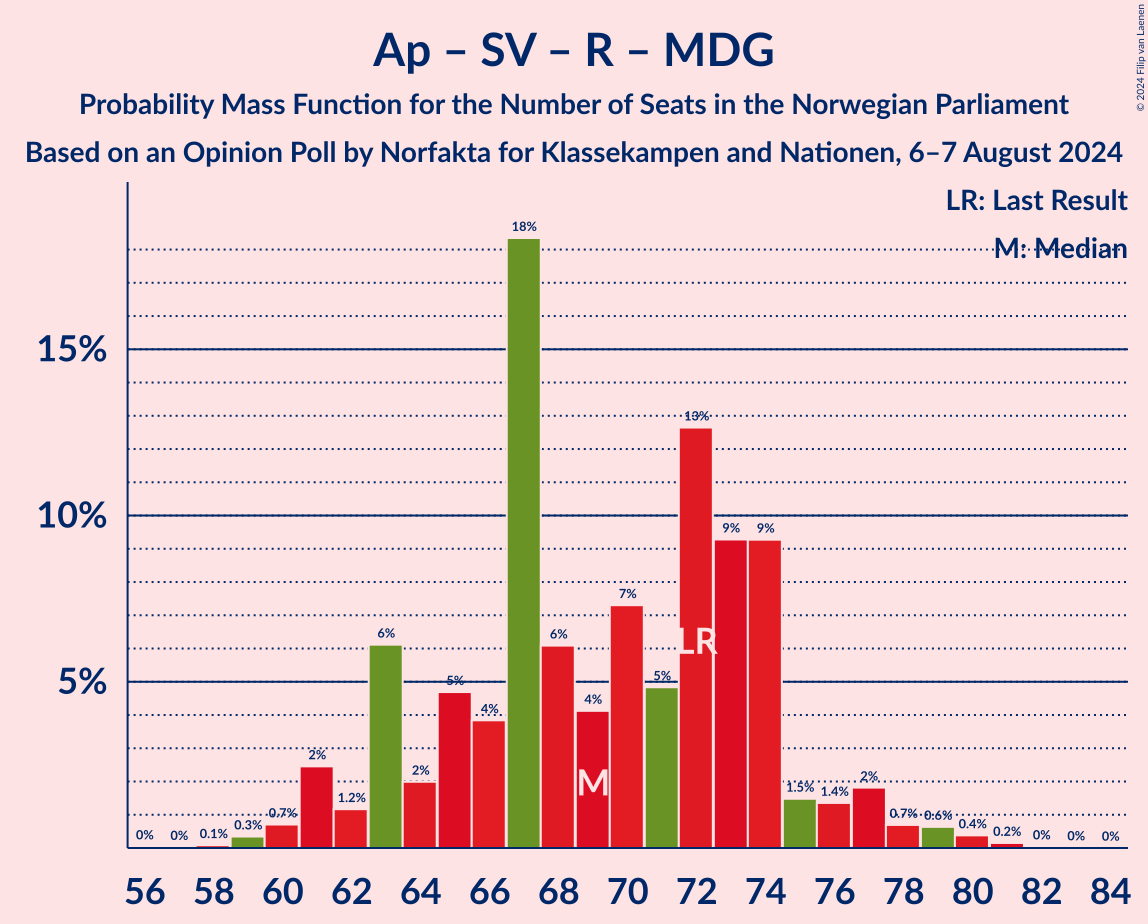 Ap – SV – R – MDG
Probability Mass Function for the Number of Seats in the Norwegian Parliament
Based on an Opinion Poll by Norfakta for Klassekampen and Nationen, 6–7 August 2024
© 2024 Filip van Laenen
LR: Last Result
M: Median
15%
10%
5%
0% 0% 0.1% 0.3% 0.7% 2% 1.2% 6% 2% 5% 4% 18% 6% 4% 7% 5% 13% 9% 9% 1.5% 1.4% 2% 0.7% 0.6% 0.4% 0.2% 0% 0% 0%
LR
M
56 58 60 62 64 66 68 70 72 74 76 78 80 82 84